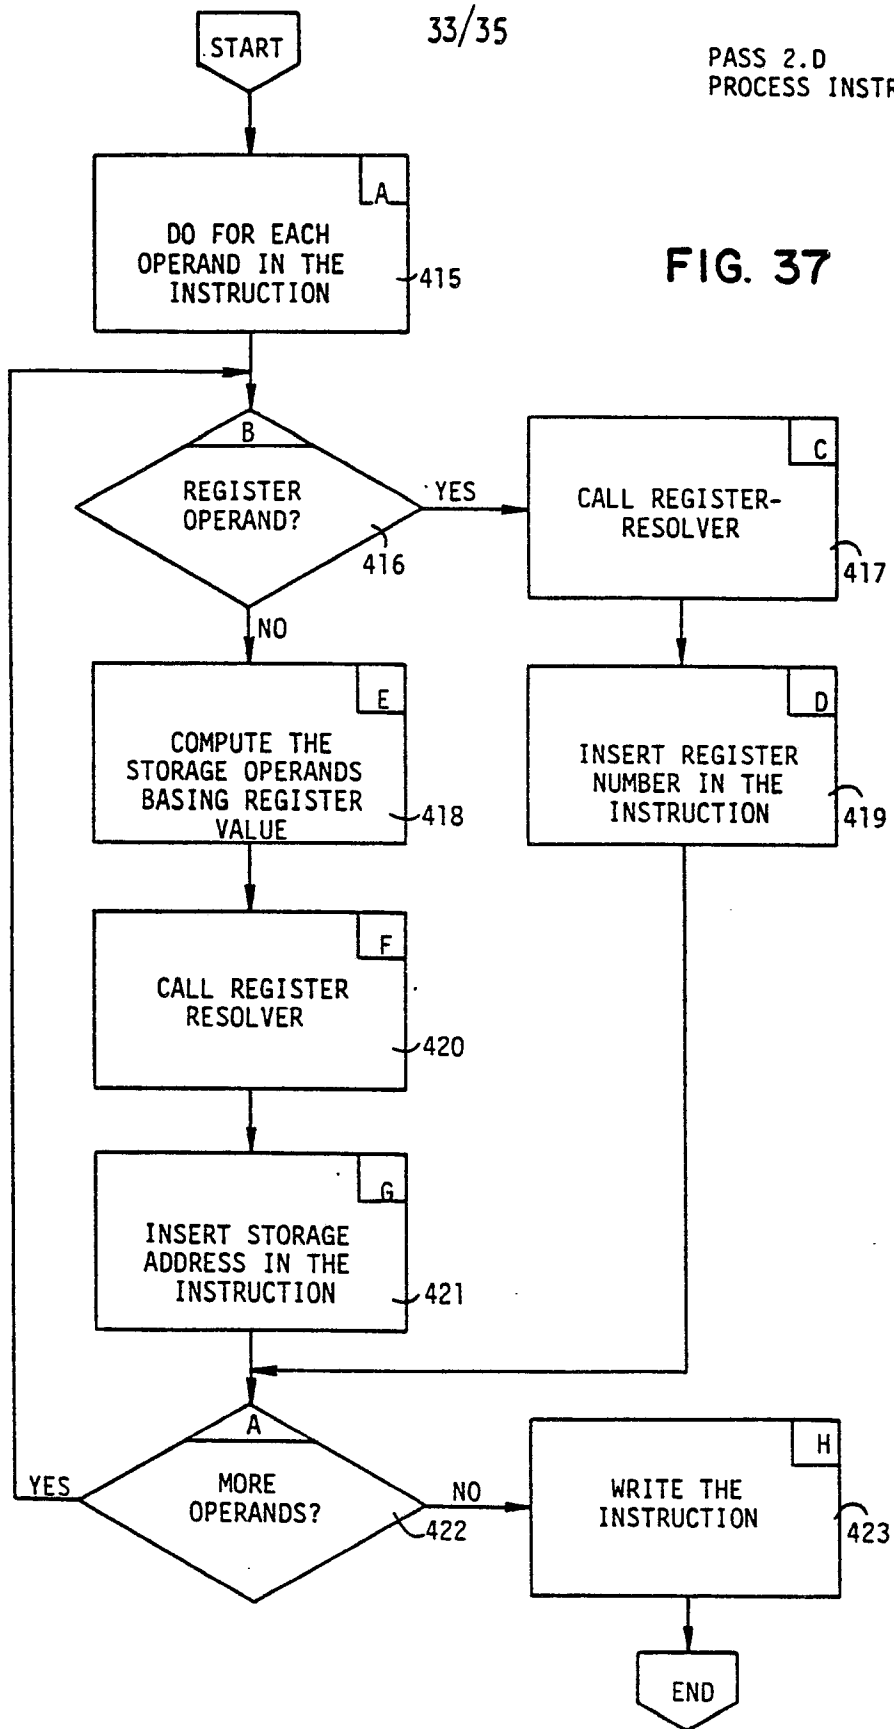 33/35
PASS 2.D
PROCESS INSTR
FIG. 37
START
A
DO FOR EACH
OPERAND IN THE
INSTRUCTION
415
B
REGISTER
OPERAND?
416
YES
NO
C
CALL REGISTER-
RESOLVER
417
D
INSERT REGISTER
NUMBER IN THE
INSTRUCTION
419
E
COMPUTE THE
STORAGE OPERANDS
BASING REGISTER
VALUE
418
F
CALL REGISTER
RESOLVER
420
G
INSERT STORAGE
ADDRESS IN THE
INSTRUCTION
421
A
MORE
OPERANDS?
422
YES
NO
H
WRITE THE
INSTRUCTION
423
END